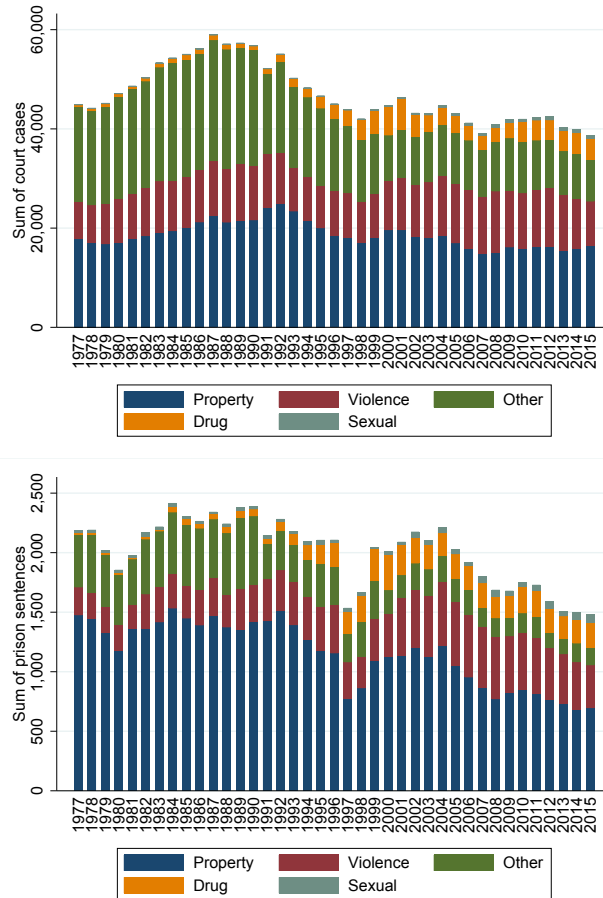 Sum of court cases
60,000
40,000
20,000
0
1977 1978 1979 1980 1981 1982 1983 1984 1985 1986 1987 1988 1989 1990 1991 1992 1993 1994 1995 1996 1997 1998 1999 2000 2001 2002 2003 2004 2005 2006 2007 2008 2009 2010 2011 2012 2013 2014 2015
Property Violence Other
Drug Sexual
Sum of prison sentences
2,500
2,000
1,500
1,000
500
0
1977 1978 1979 1980 1981 1982 1983 1984 1985 1986 1987 1988 1989 1990 1991 1992 1993 1994 1995 1996 1997 1998 1999 2000 2001 2002 2003 2004 2005 2006 2007 2008 2009 2010 2011 2012 2013 2014 2015
Property Violence Other
Drug Sexual